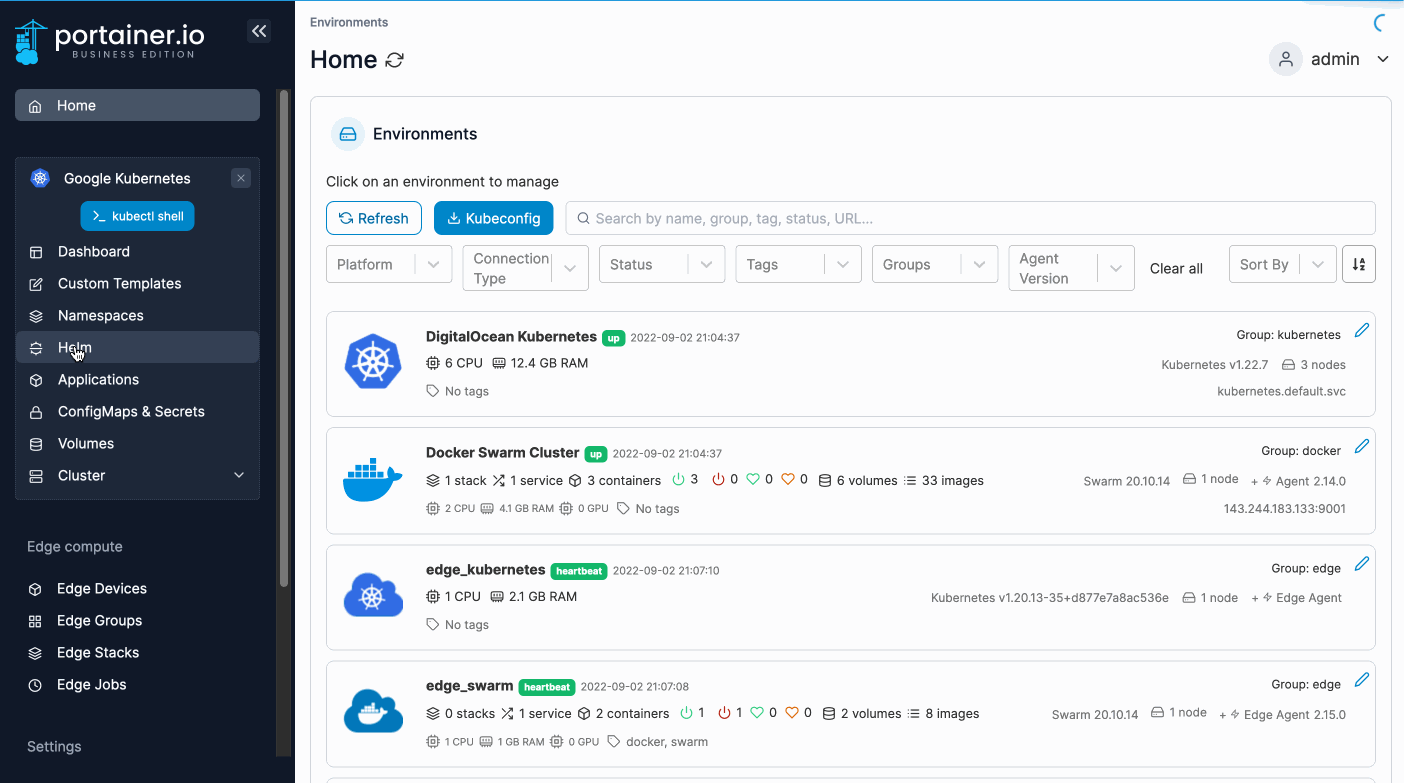 portainer.io
BUSINESS EDITION
Home
Google Kubernetes
kubectl shell
Dashboard
Custom Templates
Namespaces
Helm
Applications
ConfigMaps & Secrets
Volumes
Cluster
Edge compute
Edge Devices
Edge Groups
Edge Stacks
Edge Jobs
Settings
Environments
Home
admin
Environments
Click on an environment to manage
Refresh
Kubeconfig
Search by name, group, tag, status, URL...
Platform
Connection
Type
Status
Tags
Groups
Agent
Version
Clear all
Sort By
DigitalOcean Kubernetes up 2022-09-02 21:04:37
Group: kubernetes
6 CPU 12.4 GB RAM
Kubernetes v1.22.7 3 nodes
No tags
kubernetes.default.svc
Docker Swarm Cluster up 2022-09-02 21:04:37
Group: docker
1 stack 1 service 3 containers 3 0 0 0 6 volumes 33 images
Swarm 20.10.14 1 node + Agent 2.14.0
2 CPU 4.1 GB RAM 0 GPU No tags
143.244.183.133:9001
edge_kubernetes heartbeat 2022-09-02 21:07:10
Group: edge
1 CPU 2.1 GB RAM
Kubernetes v1.20.13-35+d877e7a8ac536e 1 node + Edge Agent
No tags
edge_swarm heartbeat 2022-09-02 21:07:08
Group: edge
0 stacks 1 service 2 containers 1 1 0 0 2 volumes 8 images
Swarm 20.10.14 1 node + Edge Agent 2.15.0
1 CPU 1 GB RAM 0 GPU docker, swarm